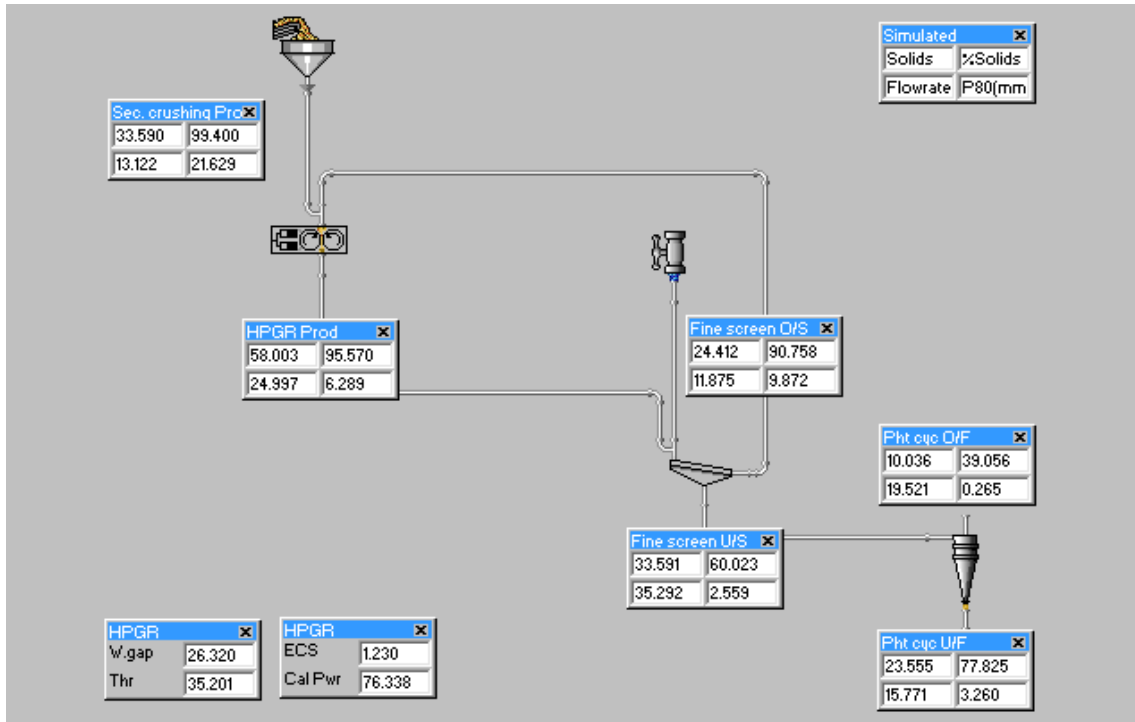 Simulated
Solids %Solids
Flowrate P80(mm
Sec. crushing Pro
33.590 99.400
13.122 21.629
HPGR Prod
58.003 95.570
24.997 6.289
Fine screen O/S
24.412 90.758
11.875 9.872
Pht cyc O/F
10.036 39.056
19.521 0.265
Fine screen U/S
33.591 60.023
35.292 2.559
HPGR
W.gap 26.320
Thr 35.201
HPGR
ECS 1.230
Cal Pwr 76.338
Pht cyc U/F
23.555 77.825
15.771 3.260